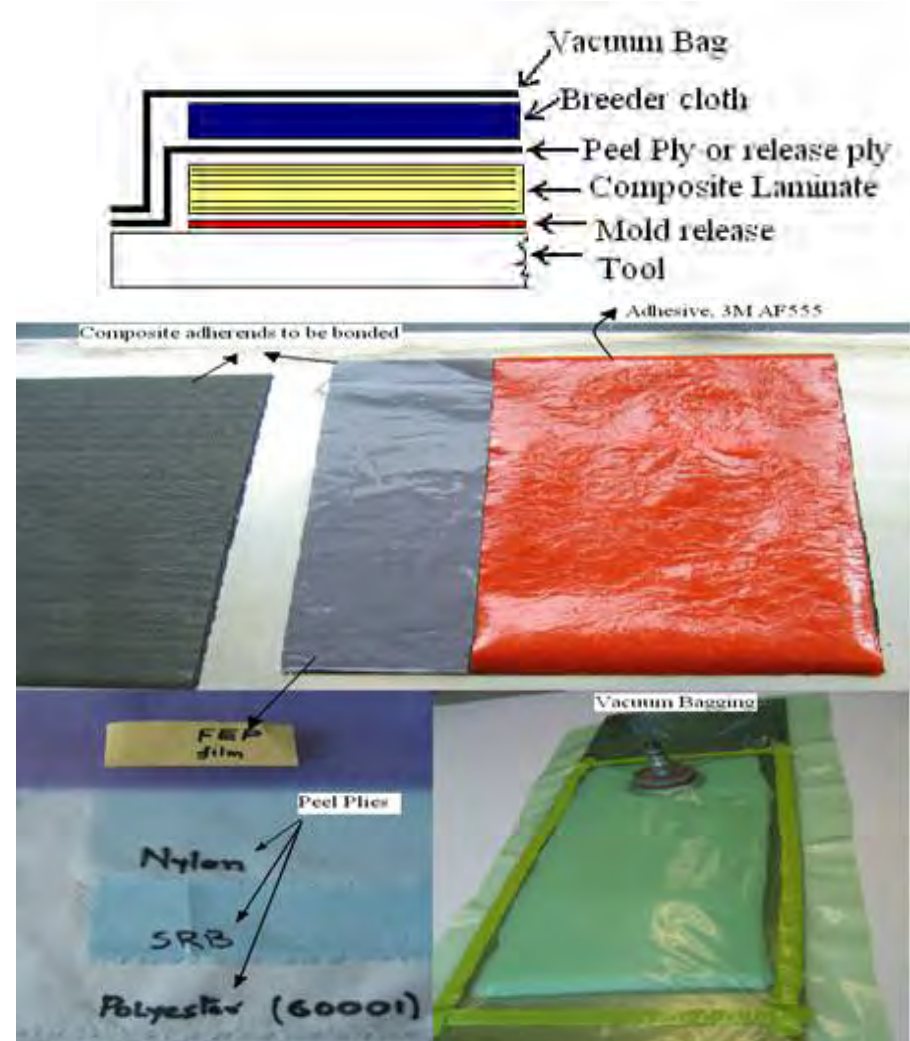 Vacuum Bag
Breeder cloth
Peel Ply or release ply
Composite Laminate
Mold release
Tool
Adhesive, 3M AF555
Composite adherends to be bonded
Vacuum Bagging
FEP
film
Peel Plies
Nylon
SRB
Polyester (60001)